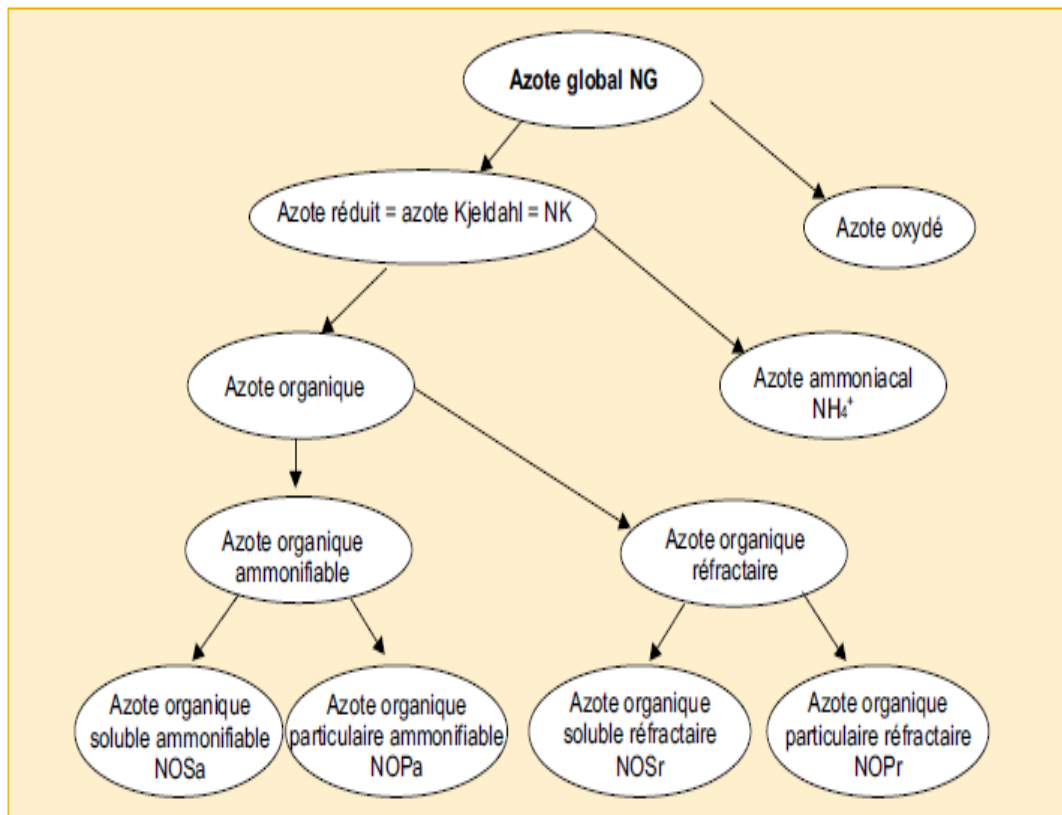 Azote global NG
Azote réduit = azote Kjeldahl = NK
Azote oxydé
Azote organique
Azote ammoniacal
NH₄⁺
Azote organique
ammonifiable
Azote organique
réfractaire
Azote organique
soluble ammonifiable
NOSa
Azote organique
particulaire ammonifiable
NOPa
Azote organique
soluble réfractaire
NOSr
Azote organique
particulaire réfractaire
NOPr